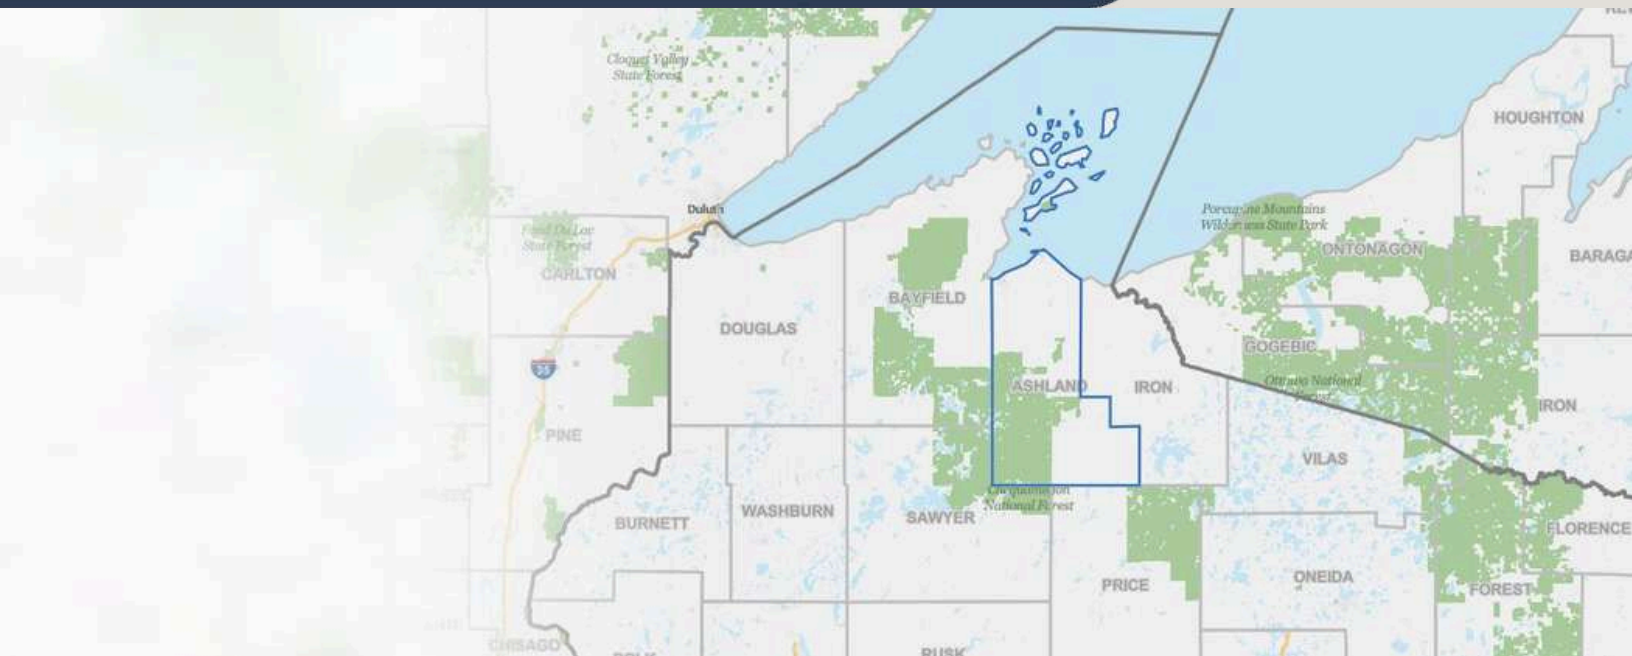 Cloquet Valley
State Forest
HOUGHTON
Duluth
Porcupine Mountains
Wilderness State Park
Fond Du Lac
State Forest
ONTONAGON
BARAGA
CARLTON
BAYFIELD
DOUGLAS
GOGEBIC
35
ASHLAND
IRON
Ottawa National
Forest
IRON
PINE
VILAS
Chequamegon
National Forest
WASHBURN
SAWYER
BURNETT
FLORENCE
ONEIDA
PRICE
FOREST
CHISAGO
POLK
RUSK